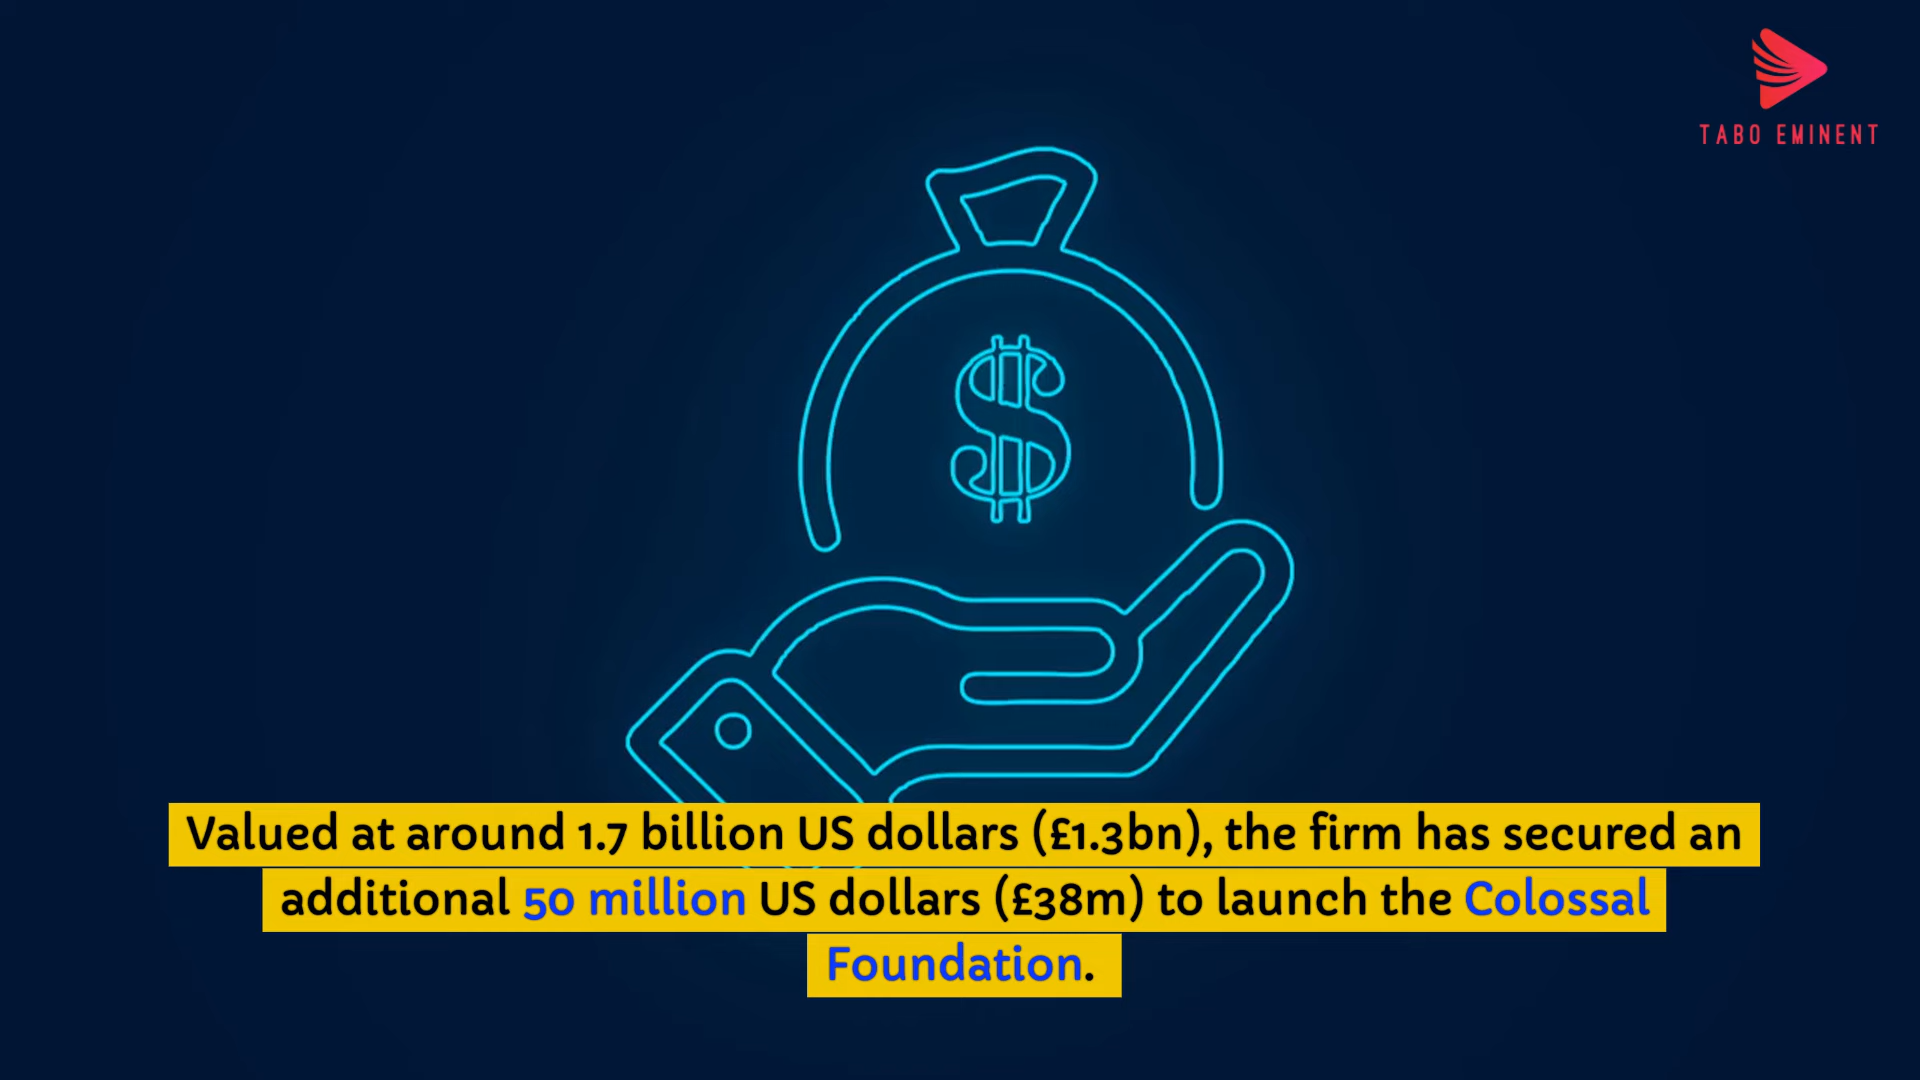 TABO EMINENT
$
Valued at around 1.7 billion US dollars (£1.3bn), the firm has secured an
additional 50 million US dollars (£38m) to launch the Colossal
Foundation.